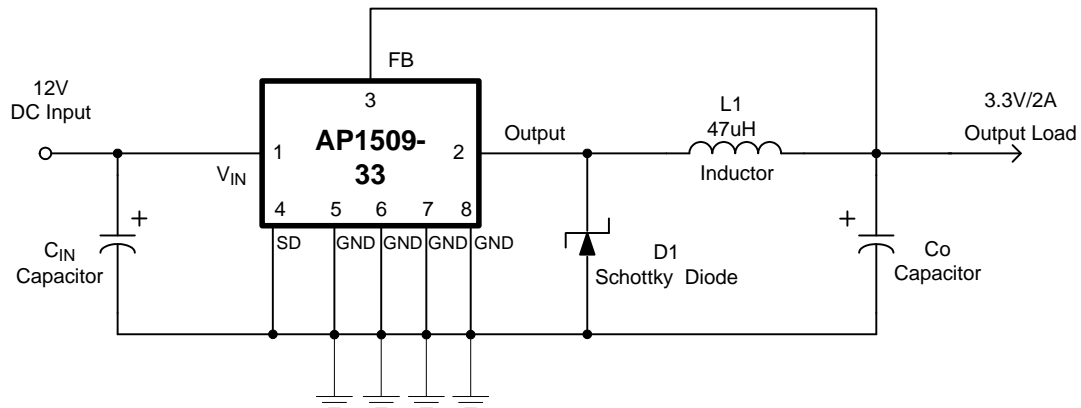 FB
12V
DC Input
3
AP1509-
33
1
2
VIN
Output
L1
47uH
Inductor
3.3V/2A
Output Load
4
5
6
7
8
SD
GND
GND
GND
GND
+
CIN
Capacitor
D1
Schottky Diode
+
Co
Capacitor